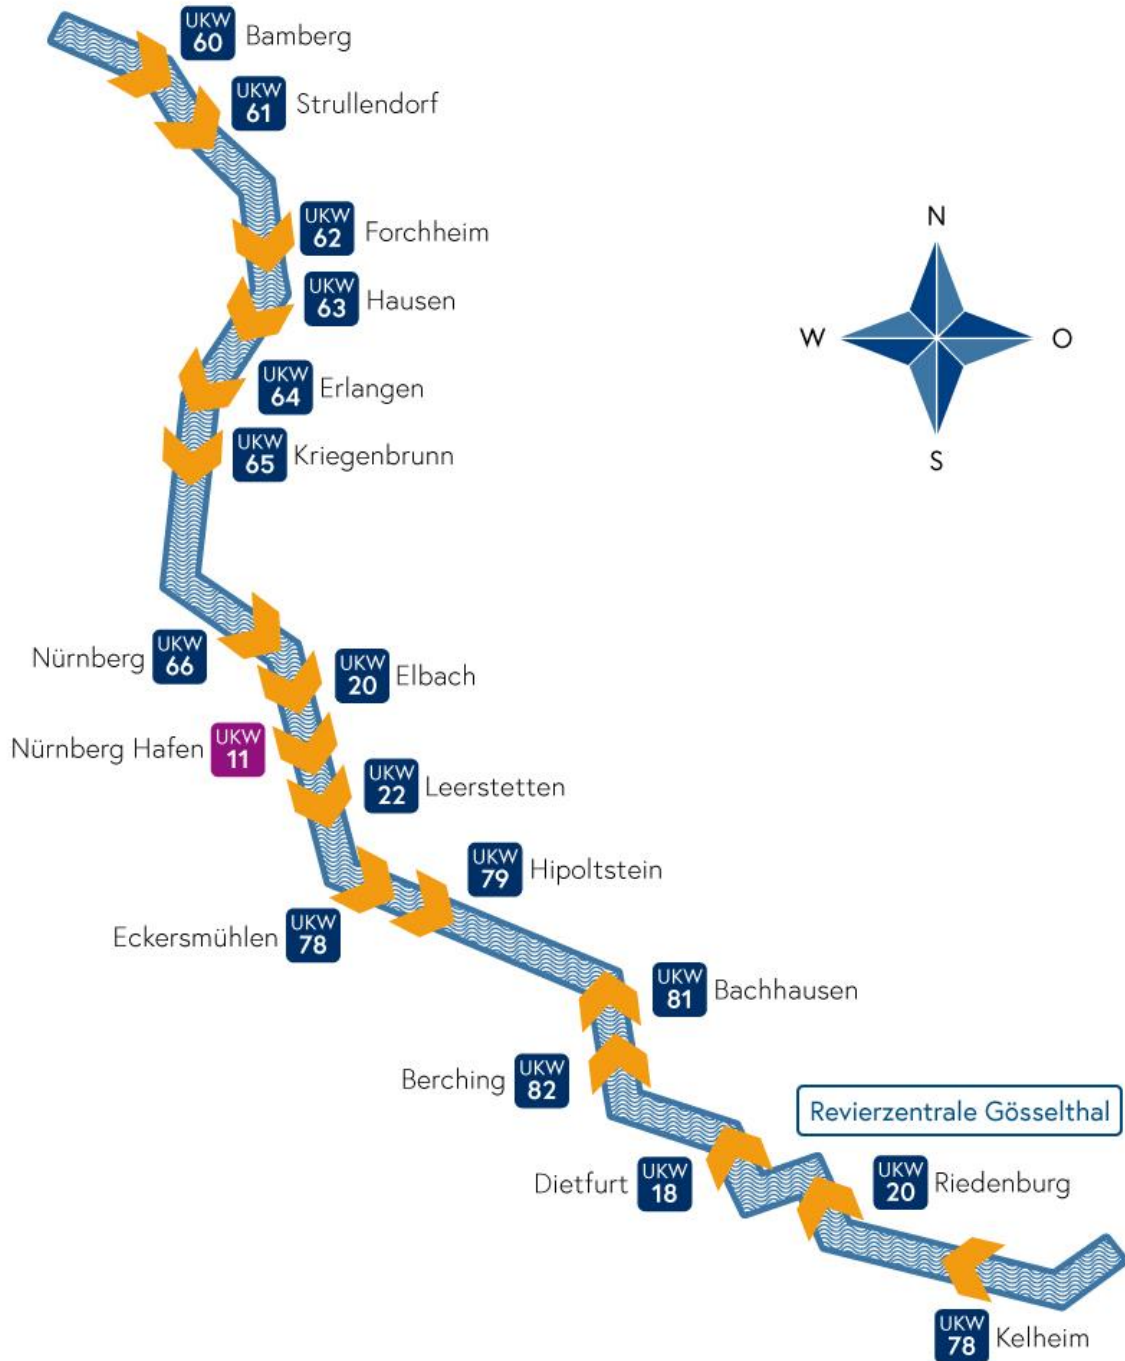 UKW
60
Bamberg
UKW
61
Strullendorf
N
UKW
62
Forchheim
UKW
63
Hausen
W
O
UKW
64
Erlangen
UKW
65
Kriegenbrunn
S
Nürnberg
UKW
66
UKW
20
Elbach
Nürnberg Hafen
UKW
11
UKW
22
Leerstetten
UKW
79
Hipoltstein
Eckersmühlen
UKW
78
UKW
81
Bachhausen
Berching
UKW
82
Revierzentrale Gösselthal
Dietfurt
UKW
18
UKW
20
Riedenburg
UKW
78
Kelheim